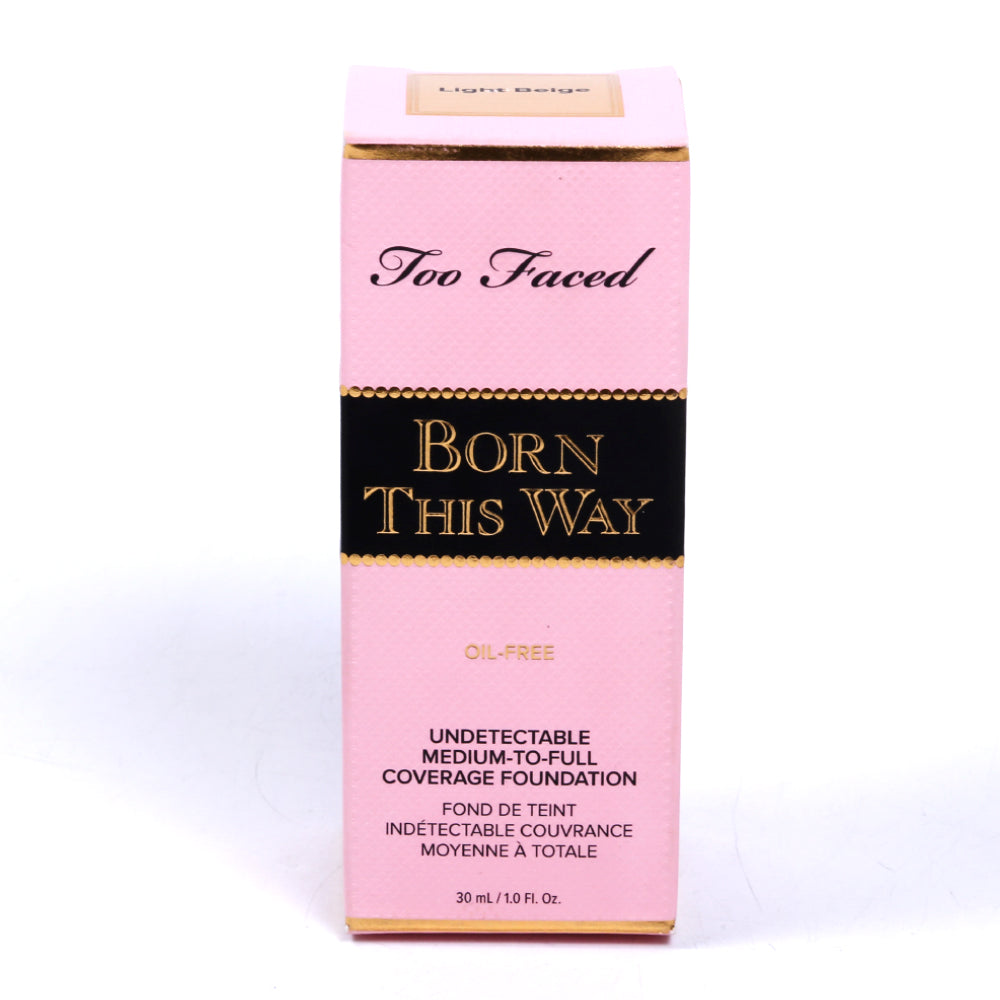 Light Beige
Too Faced
BORN
THIS WAY
OIL-FREE
UNDETECTABLE
MEDIUM-TO-FULL
COVERAGE FOUNDATION
FOND DE TEINT
INDÉTECTABLE COUVRANCE
MOYENNE À TOTALE
30 mL / 1.0 Fl. Oz.